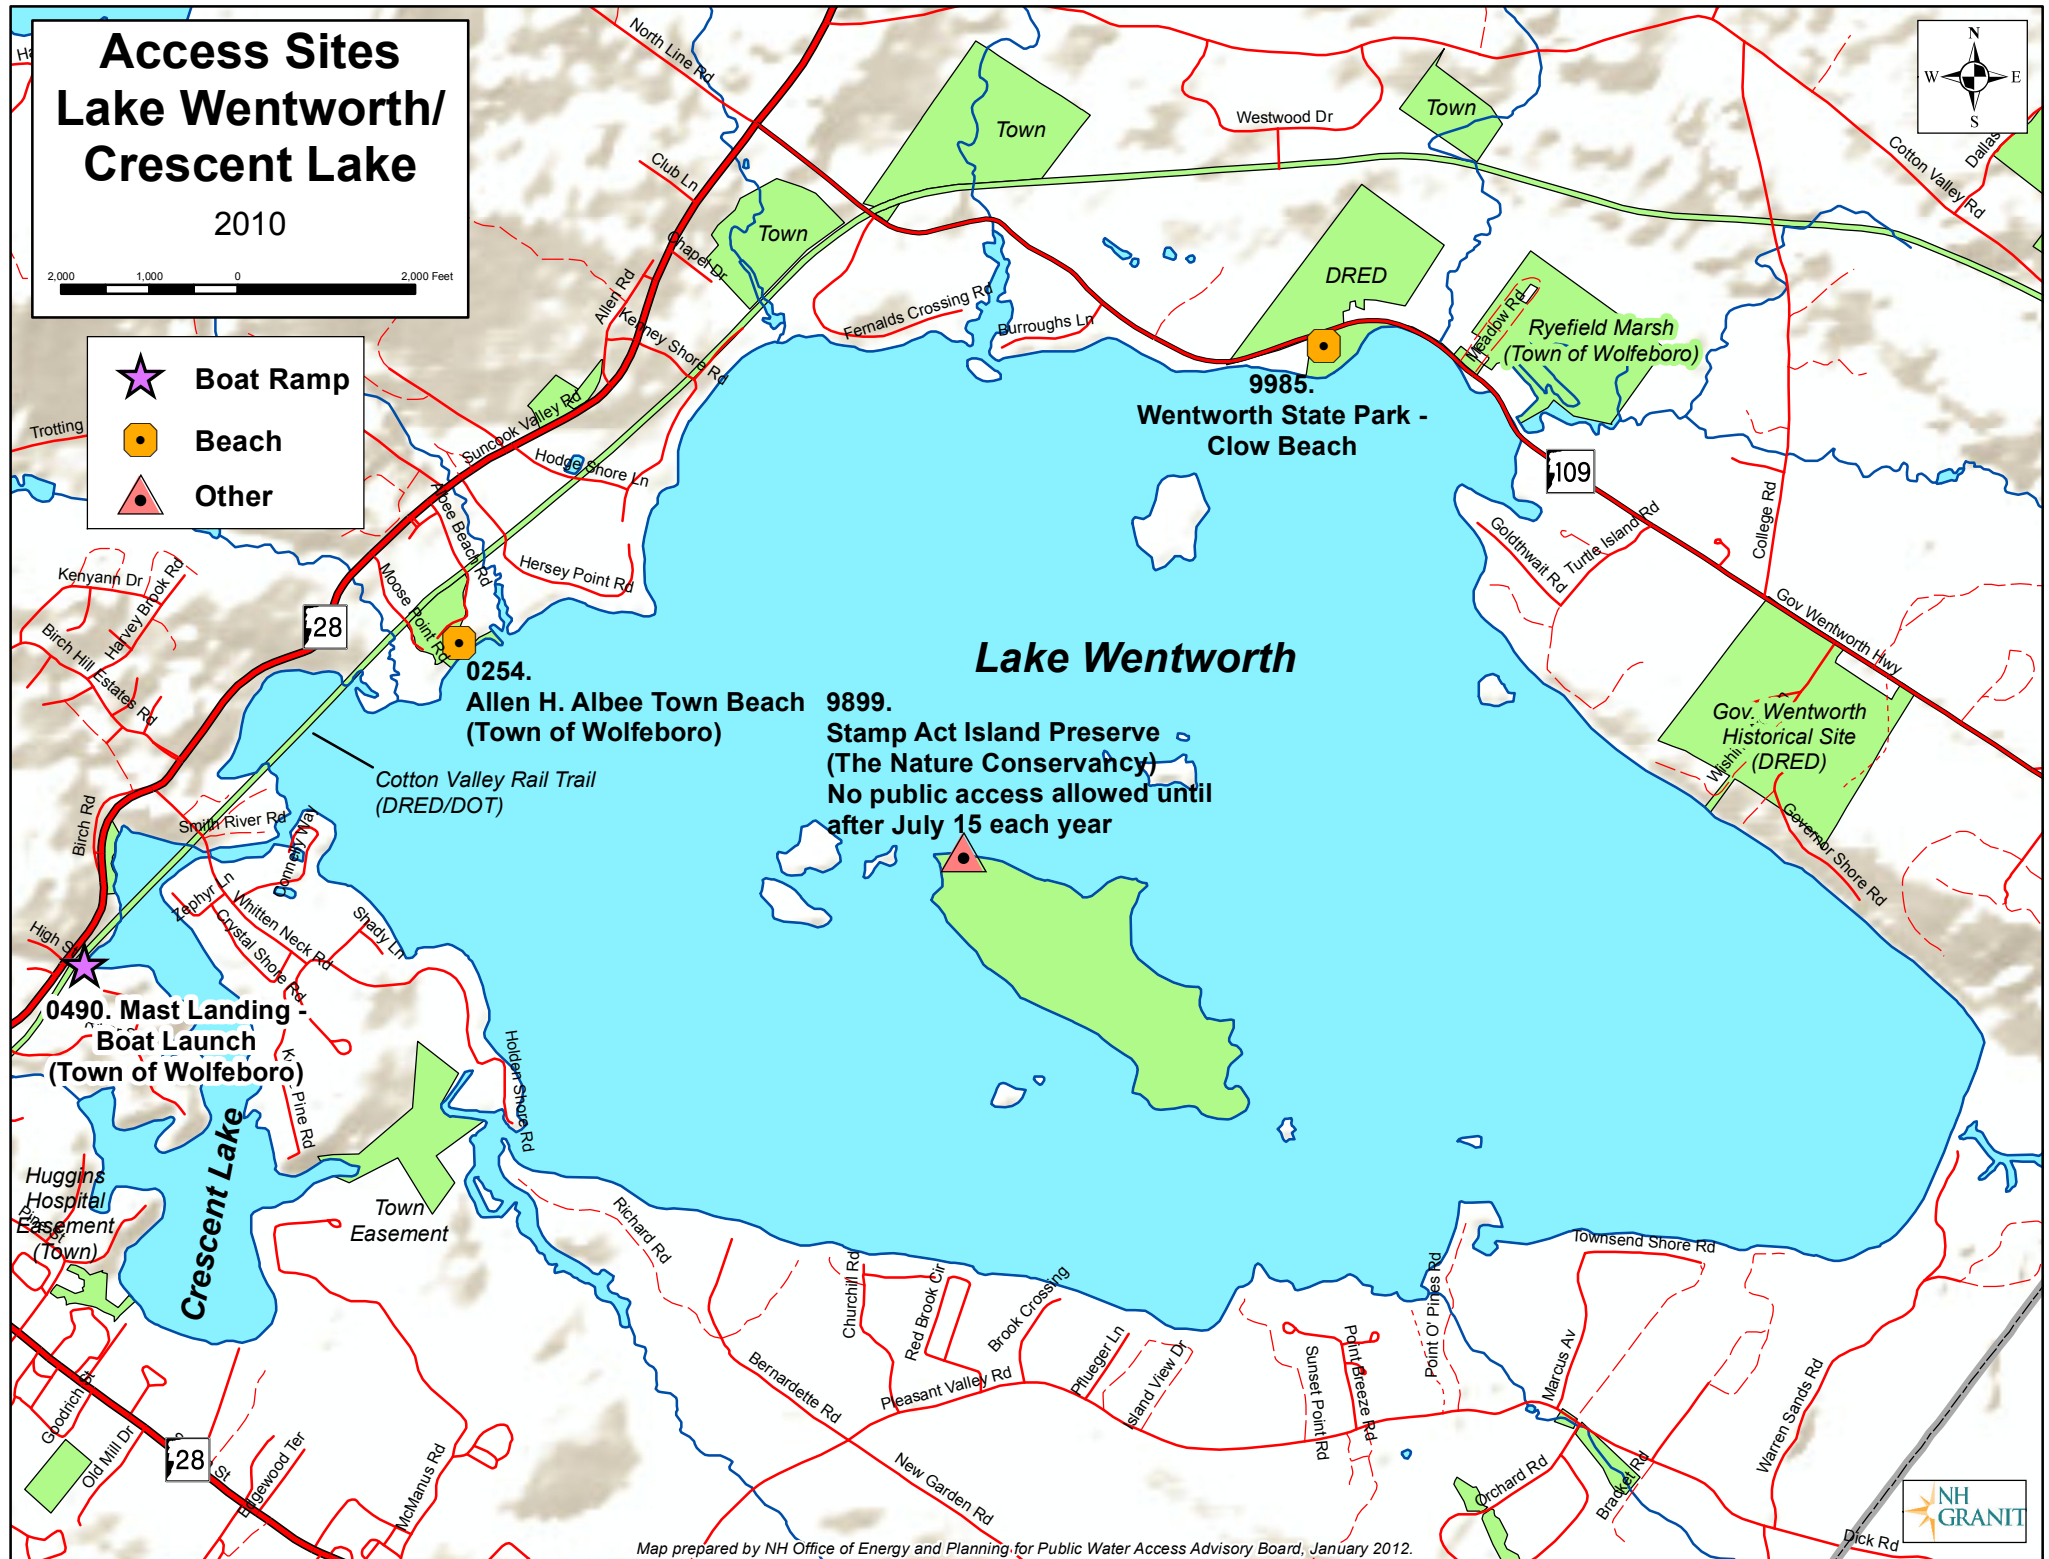 Access Sites
Lake Wentworth/
Crescent Lake
2010
2,000 1,000 0 2,000 Feet
Boat Ramp
Beach
Other
N
W E
S
North Line Rd
Club Ln
Chapel Dr
Allen Rd
Kenney Shore Rd
Suncook Valley Rd
Hodge Shore Ln
Albee Beach Rd
Hersey Point Rd
Moose Point Rd
Trotting
Kenyann Dr
Harvey Brook Rd
Birch Hill Estates Rd
Birch Rd
28
Town
Town
Town
Westwood Dr
Cotton Valley Rd
Dallas
Fernalds Crossing Rd
Burroughs Ln
DRED
Meadow Rd
Ryefield Marsh
(Town of Wolfeboro)
9985.
Wentworth State Park -
Clow Beach
109
College Rd
Goldthwait Rd
Turtle Island Rd
Gov Wentworth Hwy
Gov. Wentworth
Historical Site
(DRED)
Governor Shore Rd
Lake Wentworth
0254.
Allen H. Albee Town Beach
(Town of Wolfeboro)
9899.
Stamp Act Island Preserve
(The Nature Conservancy)
No public access allowed until
after July 15 each year
Cotton Valley Rail Trail
(DRED/DOT)
Smith River Rd
Donnelly Way
Zephyr Ln
Whitten Neck Rd
Crystal Shore Rd
Shady Ln
High St
0490. Mast Landing -
Boat Launch
(Town of Wolfeboro)
Pine Rd
Holden Shore Rd
Crescent Lake
Huggins
Hospital
Easement
(Town)
Pine St
Town
Easement
Richard Rd
Churchill Rd
Red Brook Cir
Brook Crossing
Pflueger Ln
Island View Dr
Pleasant Valley Rd
Bernardette Rd
New Garden Rd
Sunset Point Rd
Point Breeze Rd
Point O' Pines Rd
Townsend Shore Rd
Marcus Av
Warren Sands Rd
Orchard Rd
Bracket Rd
Dick Rd
Goodrich St
Old Mill Dr
28
St
Edgewood Ter
McManus Rd
NH
GRANIT
Map prepared by NH Office of Energy and Planning for Public Water Access Advisory Board, January 2012.